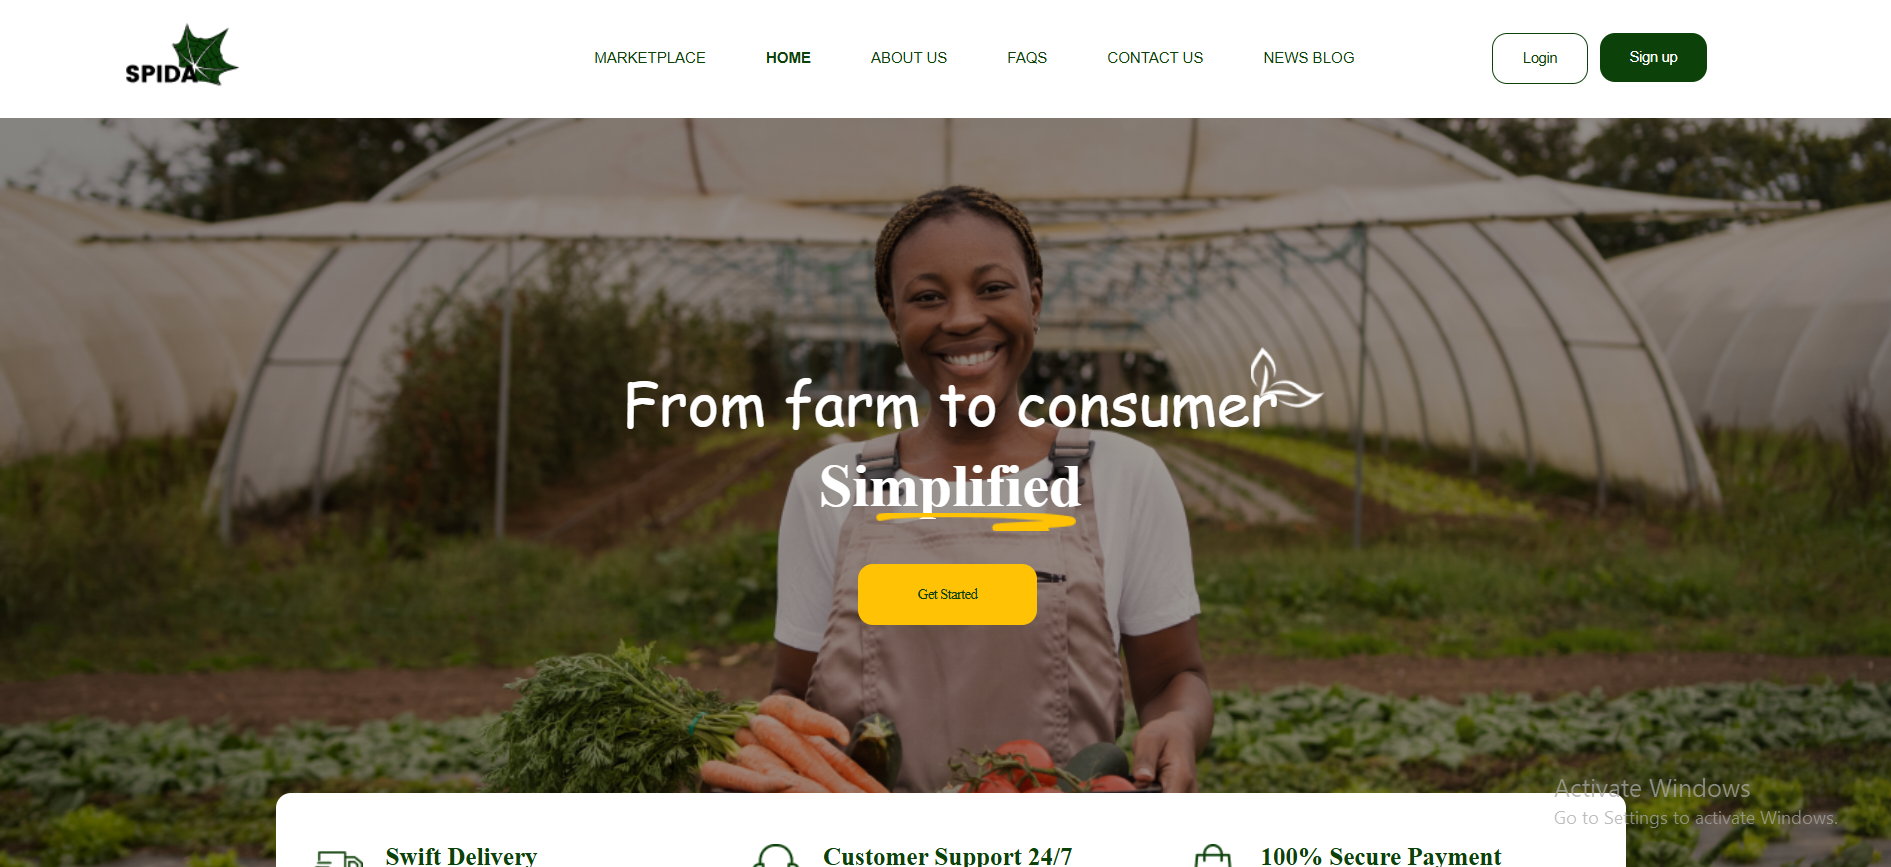 SPIDA
MARKETPLACE
HOME
ABOUT US
FAQS
CONTACT US
NEWS BLOG
Login
Sign up
From farm to consumer
Simplified
Get Started
Activate Windows
Go to Settings to activate Windows.
Swift Delivery
Customer Support 24/7
100% Secure Payment